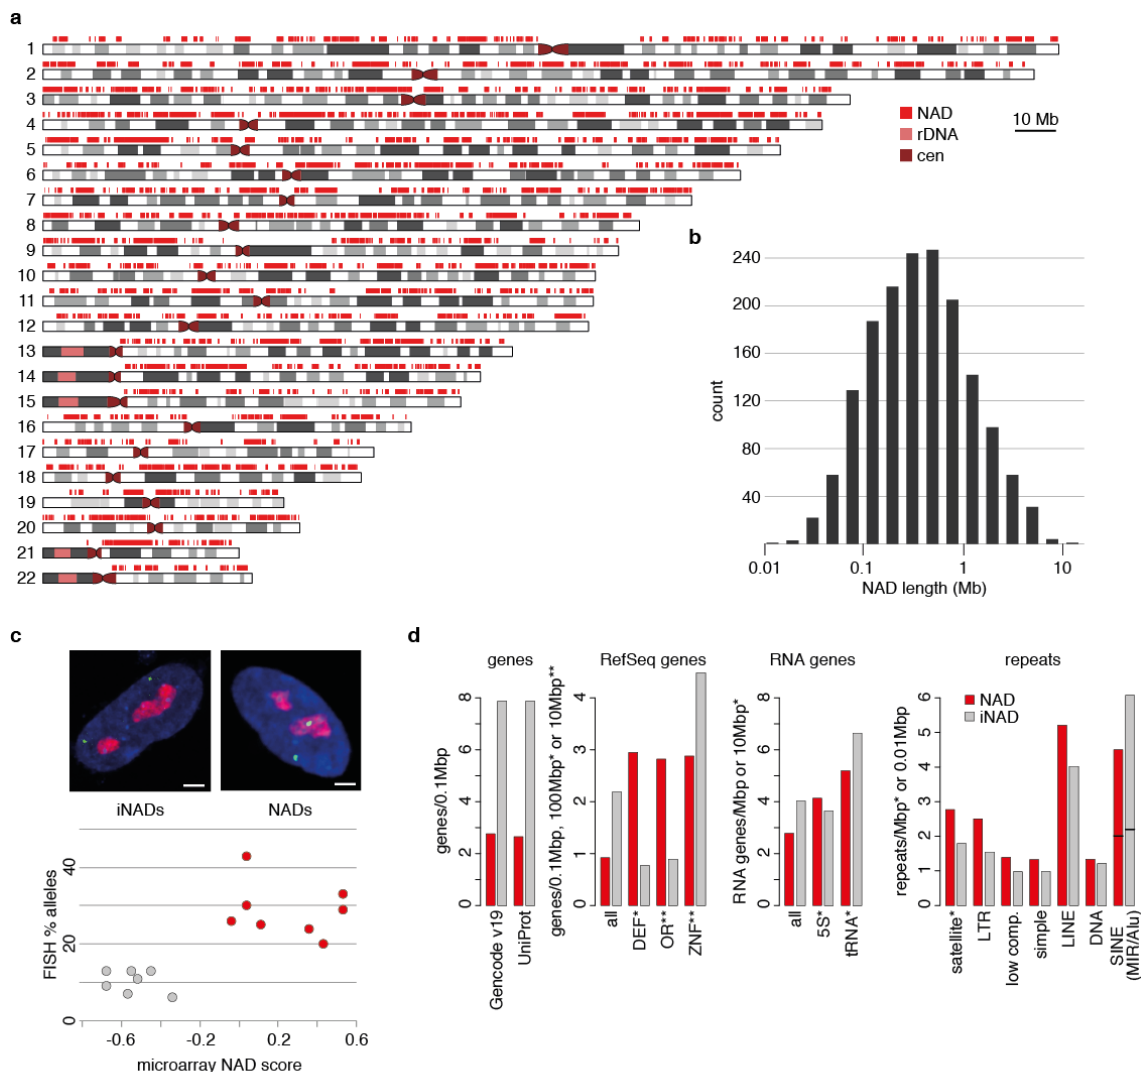 a
1
2
3
4
5
6
7
8
9
10
11
12
13
14
15
16
17
18
19
20
21
22
NAD
rDNA
cen
10 Mb
b
240
200
160
120
80
40
count
0.01
0.1
1
10
NAD length (Mb)
c
iNADs
NADs
40
20
0
FISH % alleles
-0.6
-0.2
0.2
0.6
microarray NAD score
d
genes
8
6
4
2
0
genes/0.1Mbp
Gencode v19
UniProt
RefSeq genes
4
3
2
1
0
genes/0.1Mbp, 100Mbp* or 10Mbp**
all
DEF*
OR**
ZNF**
RNA genes
8
6
4
2
0
RNA genes/Mbp or 10Mbp*
all
5S*
tRNA*
repeats
NAD
iNAD
6
5
4
3
2
1
0
repeats/Mbp* or 0.01Mbp
satellite*
LTR
low comp.
simple
LINE
DNA
SINE
(MIR/Alu)